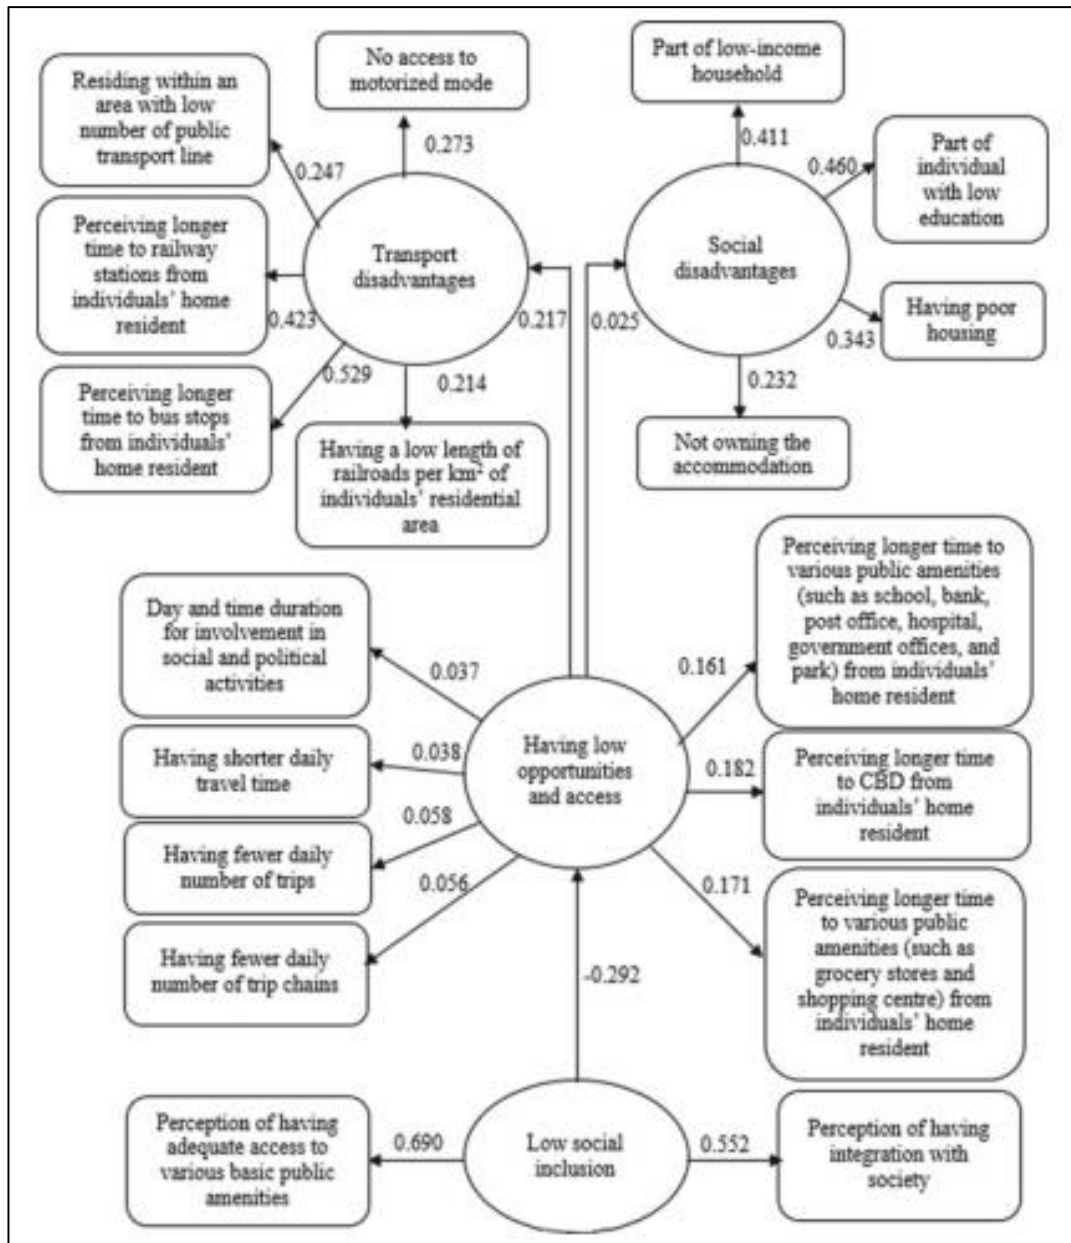 No access to
motorized mode
Part of low-income
household
Residing within an
area with low
number of public
transport line
0.273
0.411
Part of
individual
with low
education
0.460
0.247
Perceiving longer
time to railway
stations from
individuals’ home
resident
Transport
disadvantages
Social
disadvantages
0.423
0.217
0.025
Having poor
housing
0.343
0.529
0.214
0.232
Perceiving longer
time to bus stops
from individuals’
home resident
Having a low length of
railroads per km² of
individuals’ residential
area
Not owning the
accommodation
Day and time duration
for involvement in
social and political
activities
0.037
Perceiving longer time to
various public amenities
(such as school, bank,
post office, hospital,
government offices, and
park) from individuals’
home resident
0.161
Having shorter daily
travel time
0.038
Having low
opportunities
and access
0.182
Perceiving longer time
to CBD from
individuals’ home
resident
0.058
Having fewer daily
number of trips
0.056
0.171
Perceiving longer time
to various public
amenities (such as
grocery stores and
shopping centre) from
individuals’ home
resident
Having fewer daily
number of trip chains
-0.292
Perception of having
adequate access to
various basic public
amenities
0.690
Low social
inclusion
0.552
Perception of having
integration with
society